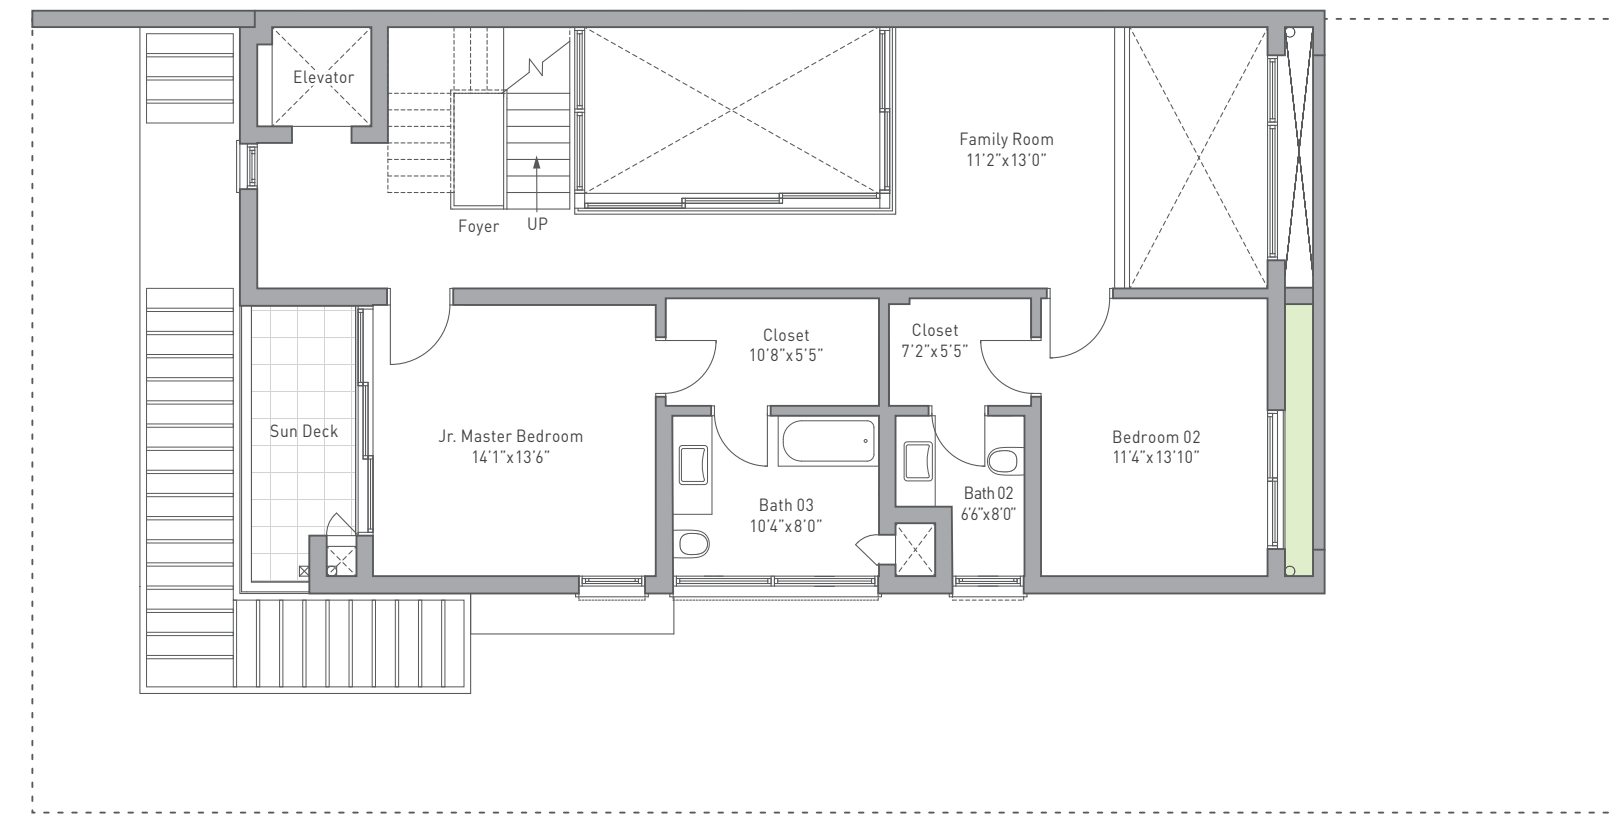 Elevator
Family Room
11'2”x13'0”
Foyer
UP
Closet
10'8”x5'5”
Closet
7'2”x5'5”
Sun Deck
Jr. Master Bedroom
14'1”x13'6”
Bedroom 02
11'4”x13'10”
Bath 03
10'4”x8'0”
Bath 02
6'6”x8'0”